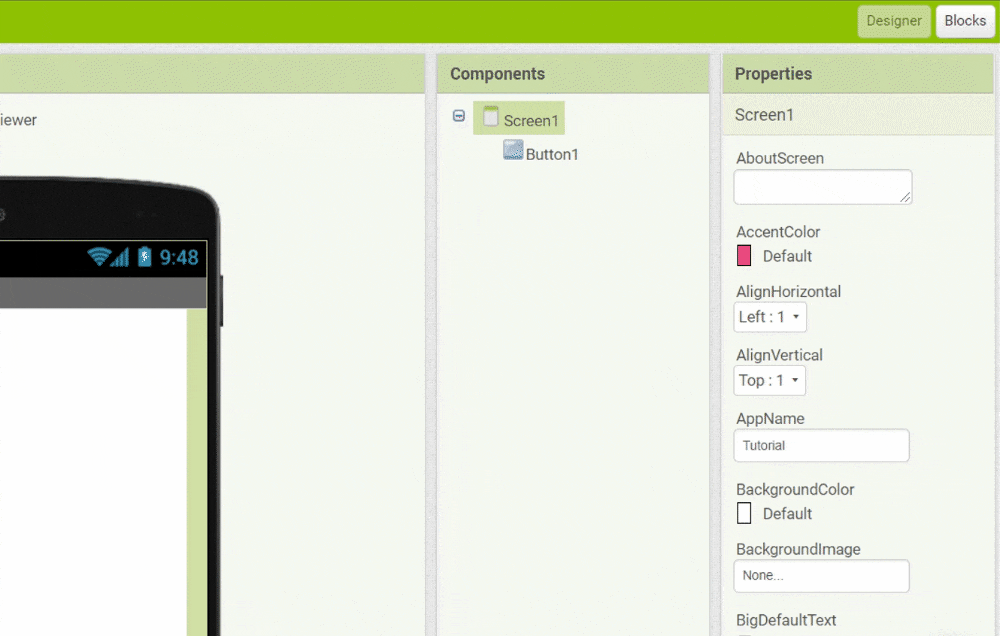 Designer
Blocks
Components
Properties
iewer
Screen1
Button1
9:48
Screen1
AboutScreen
AccentColor
Default
AlignHorizontal
Left : 1
AlignVertical
Top : 1
AppName
Tutorial
BackgroundColor
Default
BackgroundImage
None...
BigDefaultText